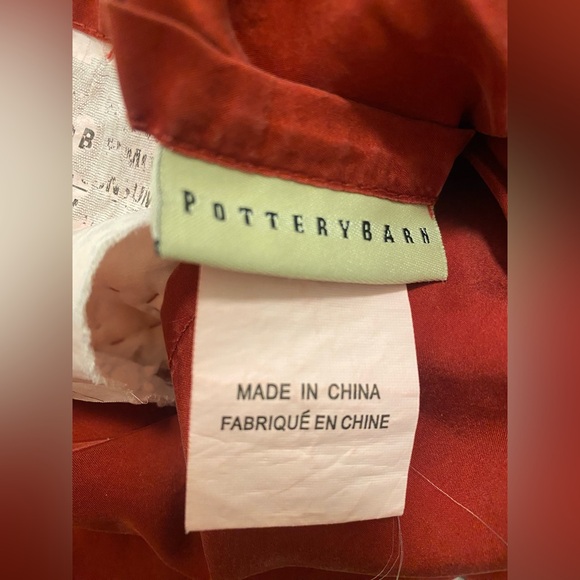 POTTERYBARN
MADE IN CHINA
FABRIQUÉ EN CHINE